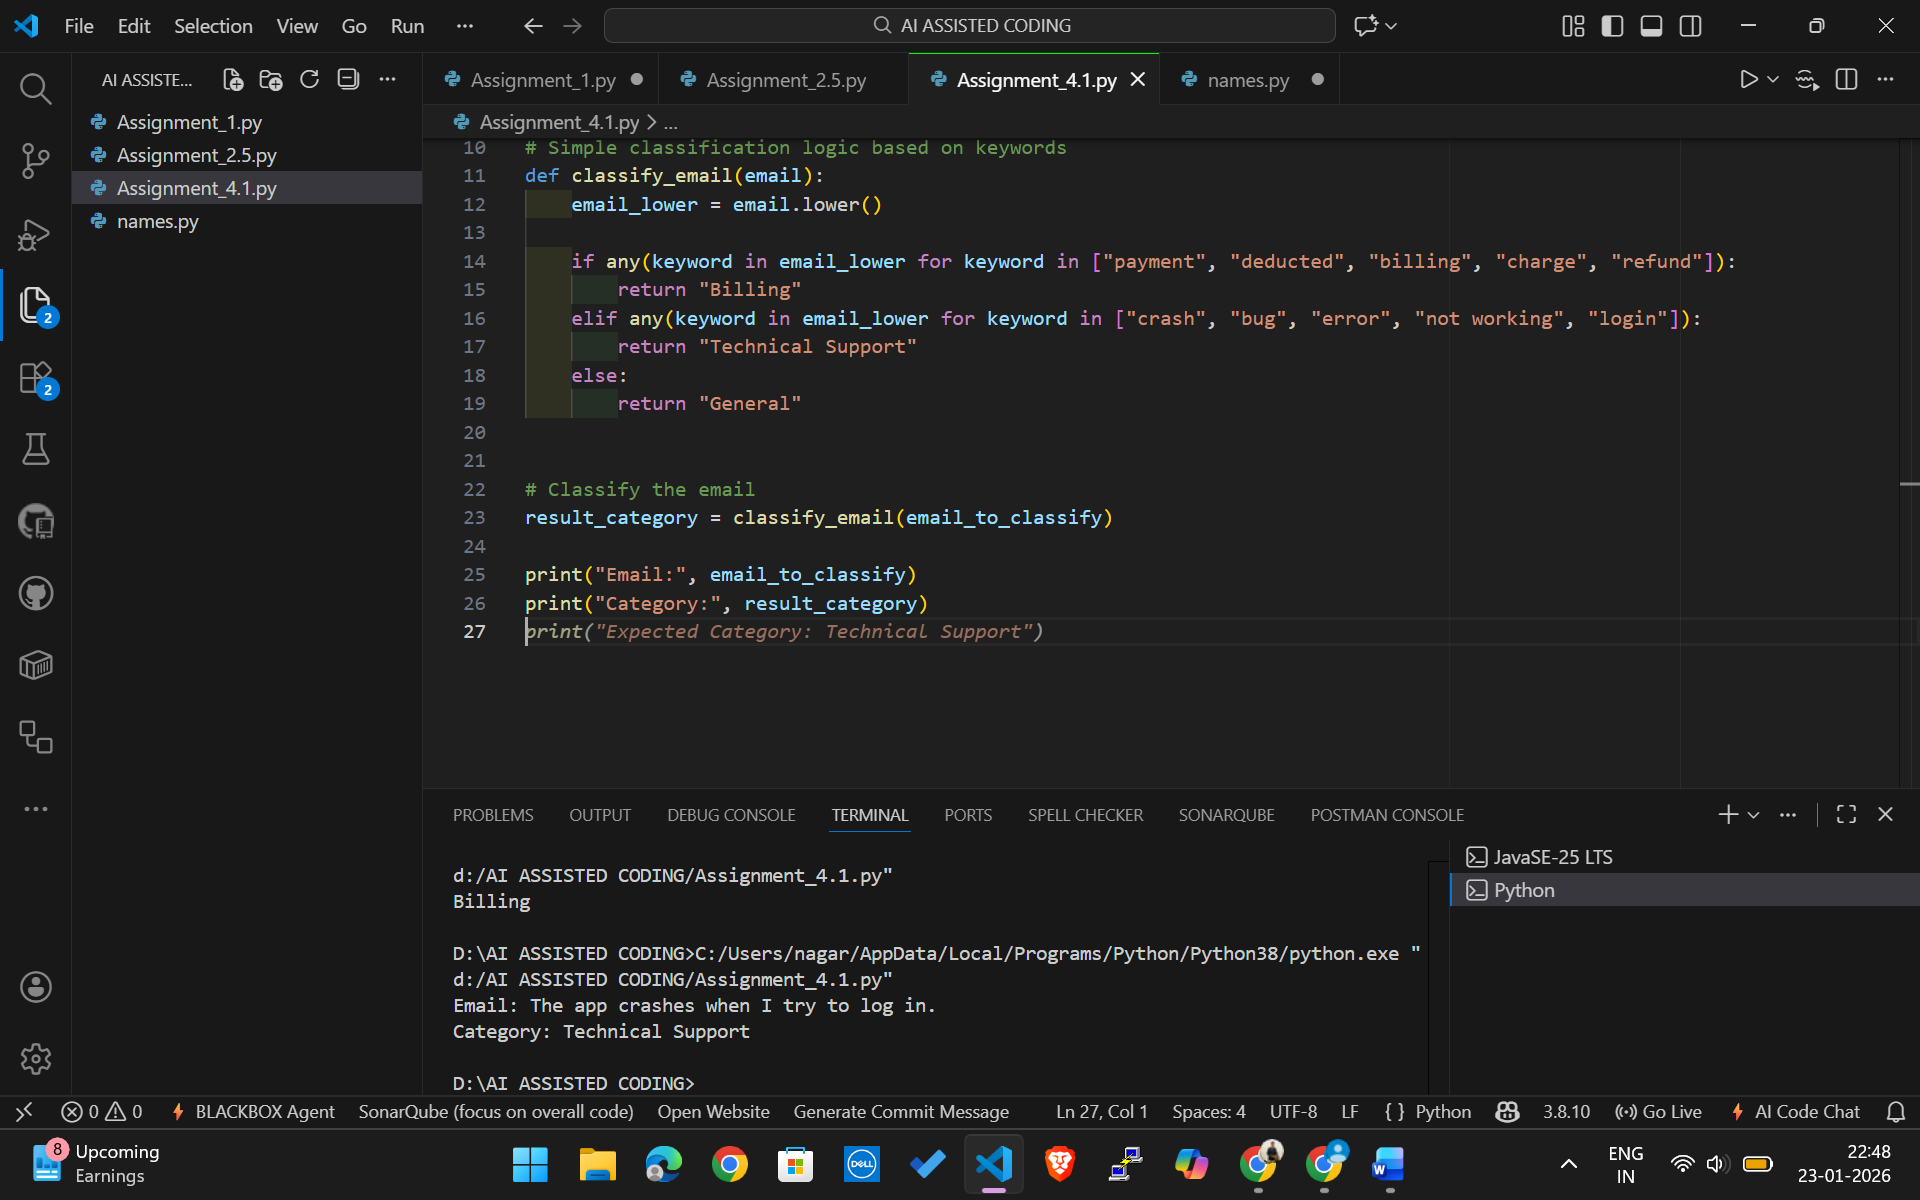 File Edit Selection View Go Run ··· AI ASSISTED CODING
AI ASSISTE... ···
Assignment_1.py
Assignment_2.5.py
Assignment_4.1.py
names.py
2
2
···
Assignment_1.py Assignment_2.5.py Assignment_4.1.py names.py ···
Assignment_4.1.py > ...
10 # Simple classification logic based on keywords
11 def classify_email(email):
12 email_lower = email.lower()
13
14 if any(keyword in email_lower for keyword in ["payment", "deducted", "billing", "charge", "refund"]):
15 return "Billing"
16 elif any(keyword in email_lower for keyword in ["crash", "bug", "error", "not working", "login"]):
17 return "Technical Support"
18 else:
19 return "General"
20
21
22 # Classify the email
23 result_category = classify_email(email_to_classify)
24
25 print("Email:", email_to_classify)
26 print("Category:", result_category)
27 print("Expected Category: Technical Support")
PROBLEMS OUTPUT DEBUG CONSOLE TERMINAL PORTS SPELL CHECKER SONARQUBE POSTMAN CONSOLE ···
d:/AI ASSISTED CODING/Assignment_4.1.py"
Billing
D:\AI ASSISTED CODING>C:/Users/nagar/AppData/Local/Programs/Python/Python38/python.exe "
d:/AI ASSISTED CODING/Assignment_4.1.py"
Email: The app crashes when I try to log in.
Category: Technical Support
D:\AI ASSISTED CODING>
JavaSE-25 LTS
Python
0 0 BLACKBOX Agent SonarQube (focus on overall code) Open Website Generate Commit Message Ln 27, Col 1 Spaces: 4 UTF-8 LF { } Python 3.8.10 Go Live AI Code Chat
8 Upcoming
Earnings
DELL
W
ENG
IN
22:48
23-01-2026